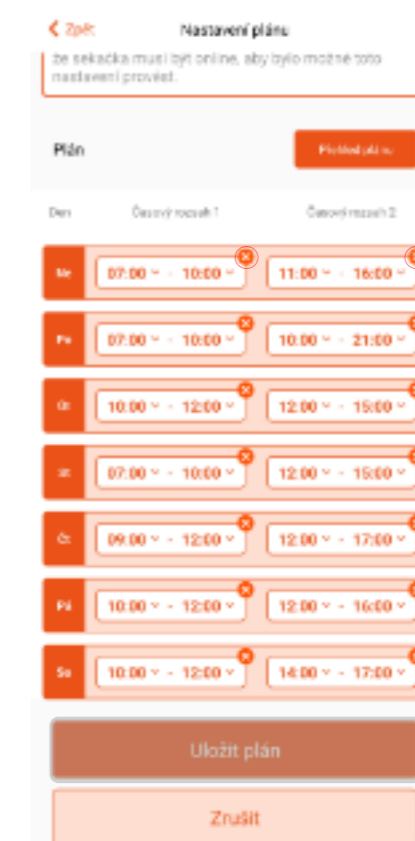 Zpět Nastavení plánu
že sekačka musí být online, aby bylo možné toto
nastavení provést.
Plán Přehled plánu
Den Časový rozsah 1 Časový rozsah 2
Ne 07:00 - 10:00 11:00 - 16:00
Po 07:00 - 10:00 10:00 - 21:00
Út 10:00 - 12:00 12:00 - 15:00
St 07:00 - 10:00 12:00 - 15:00
Čt 09:00 - 12:00 12:00 - 17:00
Pá 10:00 - 12:00 12:00 - 16:00
So 10:00 - 12:00 14:00 - 17:00
Uložit plán
Zrušit